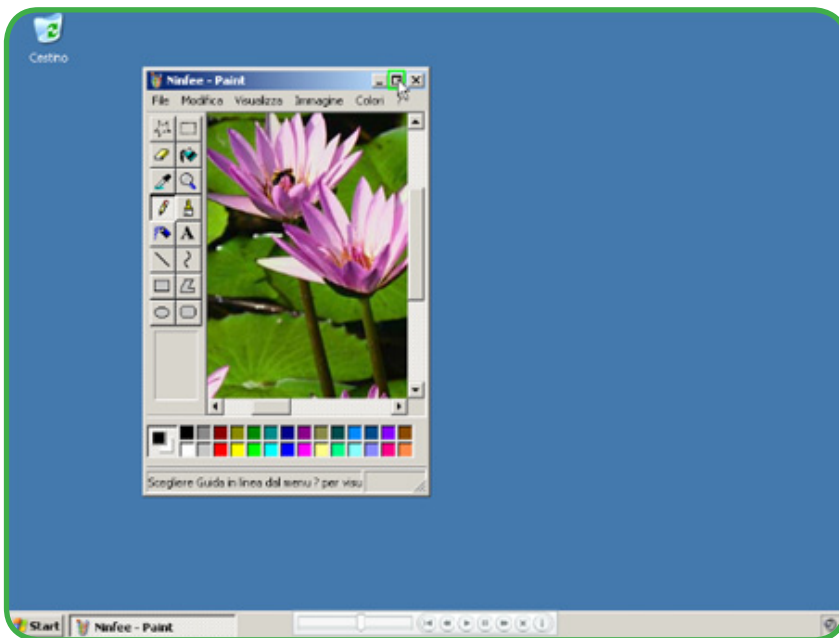 Cestino
Ninfee - Paint
File Modifica Visualizza Immagine Colori ?
A
Scegliere Guida in linea dal menu ? per visu
Start Ninfee - Paint